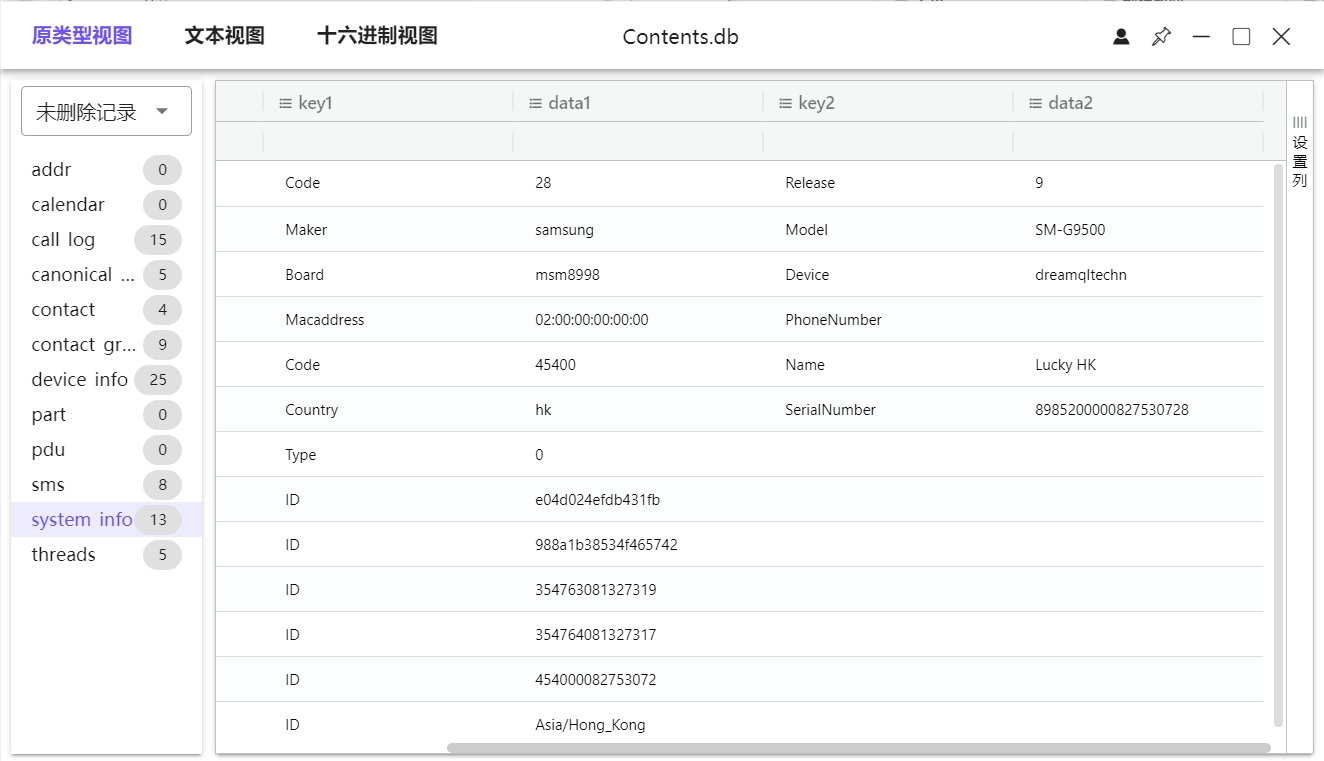 原类型视图 文本视图 十六进制视图 Contents.db
未删除记录
addr 0
calendar 0
call log 15
canonical ... 5
contact 4
contact gr... 9
device info 25
part 0
pdu 0
sms 8
system info 13
threads 5
key1 data1 key2 data2
Code 28 Release 9
Maker samsung Model SM-G9500
Board msm8998 Device dreamqltechn
Macaddress 02:00:00:00:00:00 PhoneNumber
Code 45400 Name Lucky HK
Country hk SerialNumber 8985200000827530728
Type 0
ID e04d024efdb431fb
ID 988a1b38534f465742
ID 354763081327319
ID 354764081327317
ID 454000082753072
ID Asia/Hong_Kong
设置列